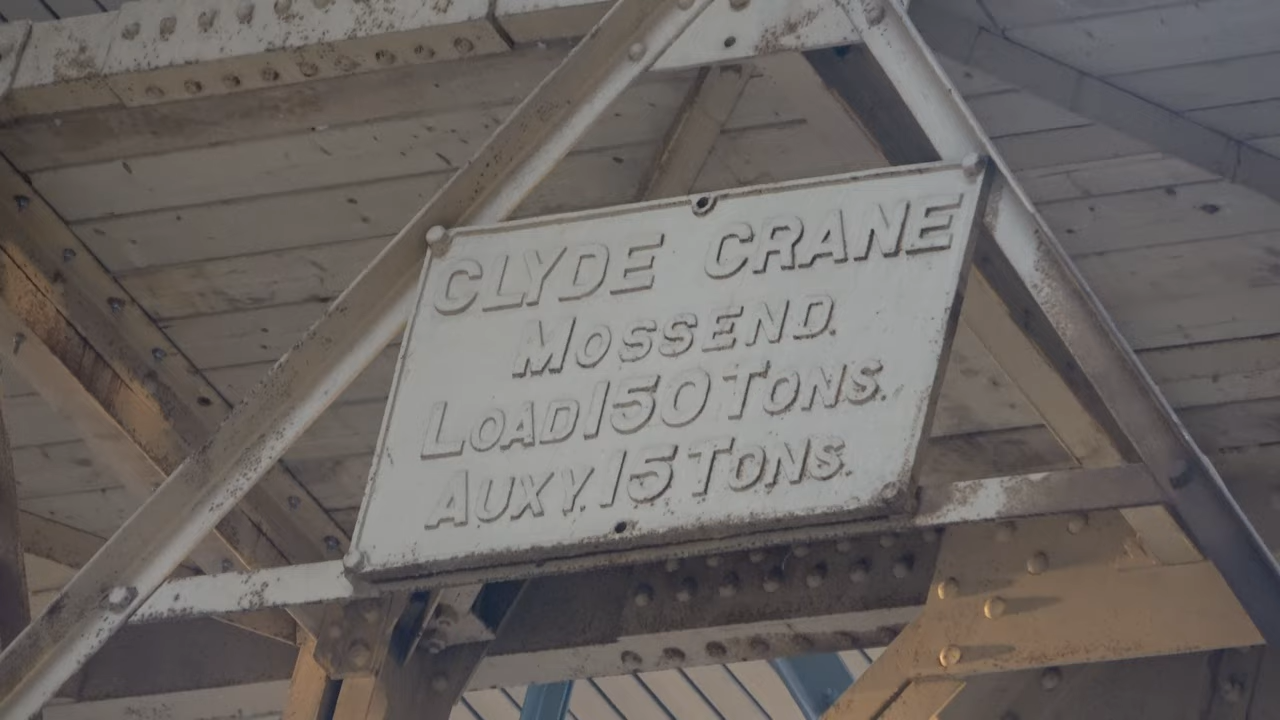 CLYDE CRANE
MOSSEND.
LOAD 150 TONS.
AUXY. 15 TONS.